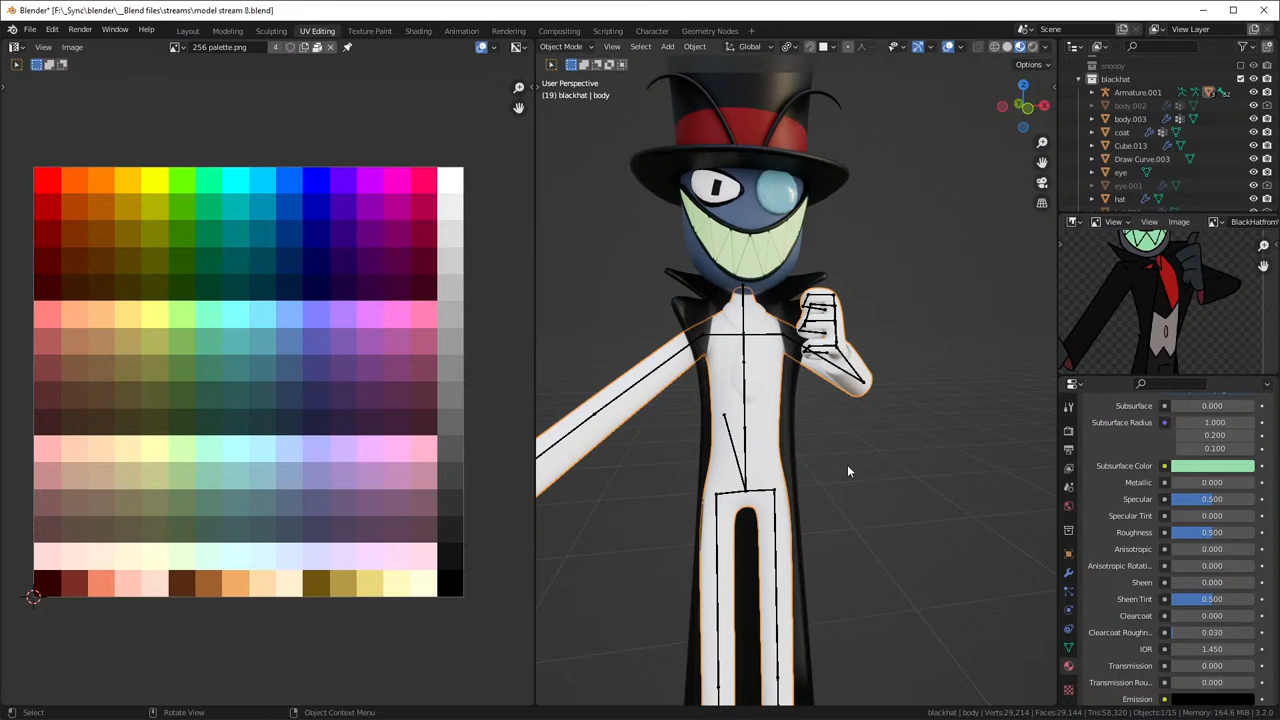 Blender* [F:\_Sync\blender\__Blend files\streams\model stream 8.blend]
File Edit Render Window Help Layout Modeling Sculpting UV Editing Texture Paint Shading Animation Rendering Compositing Scripting Geometry Nodes Scene View Layer
View Image 256 palette.png 4 Object Mode View Select Add Object Global
Options
User Perspective
(19) blackhat | body
snoopy
blackhat
Armature.001
body.002
body.003
coat
Cube.013
Draw Curve.003
eye
eye.001
hat
View View Image BlackHatfrom
Subsurface 0.000
Subsurface Radius 1.000
0.200
0.100
Subsurface Color
Metallic 0.000
Specular 0.500
Specular Tint 0.000
Roughness 0.500
Anisotropic 0.000
Anisotropic Rotati.. 0.000
Sheen 0.000
Sheen Tint 0.500
Clearcoat 0.000
Clearcoat Roughn.. 0.030
IOR 1.450
Transmission 0.000
Transmission Rou.. 0.000
Emission
Select Rotate View Object Context Menu blackhat | body | Verts:29,214 | Faces:29,144 | Tris:58,320 | Objects:1/15 | Memory: 164.6 MiB | 3.2.0